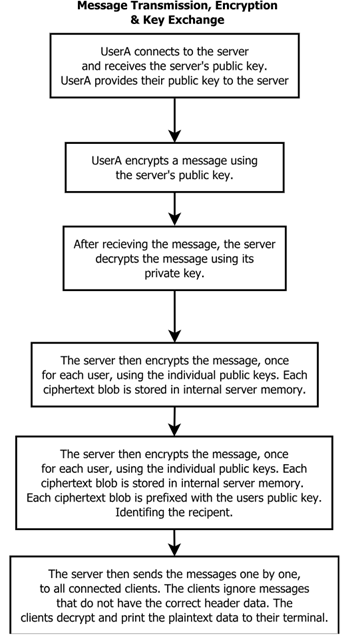 Message Transmission, Encryption
& Key Exchange
UserA connects to the server
and receives the server's public key.
UserA provides their public key to the server
UserA encrypts a message using
the server's public key.
After recieving the message, the server
decrypts the message using its
private key.
The server then encrypts the message, once
for each user, using the individual public keys. Each
ciphertext blob is stored in internal server memory.
The server then encrypts the message, once
for each user, using the individual public keys. Each
ciphertext blob is stored in internal server memory.
Each ciphertext blob is prefixed with the users public key.
Identifing the recipent.
The server then sends the messages one by one,
to all connected clients. The clients ignore messages
that do not have the correct header data. The
clients decrypt and print the plaintext data to their terminal.